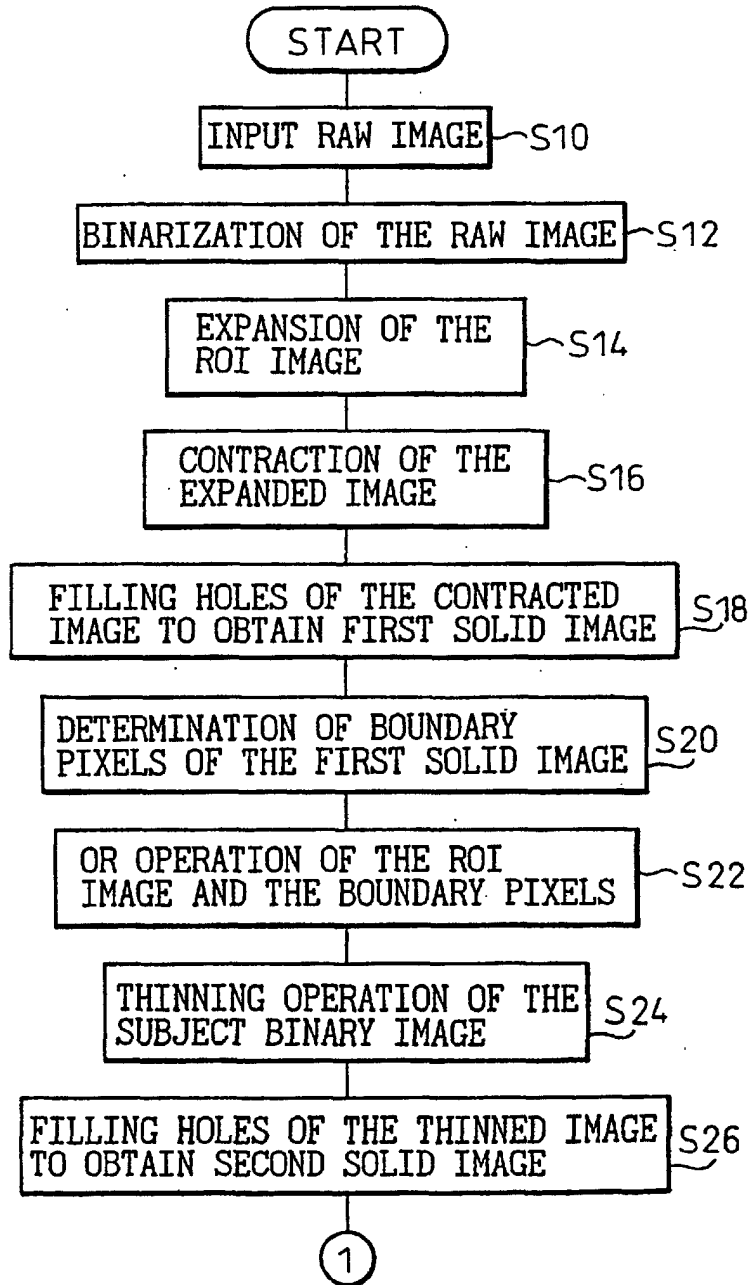 START
INPUT RAW IMAGE S10
BINARIZATION OF THE RAW IMAGE S12
EXPANSION OF THE
ROI IMAGE
S14
CONTRACTION OF THE
EXPANDED IMAGE
S16
FILLING HOLES OF THE CONTRACTED
IMAGE TO OBTAIN FIRST SOLID IMAGE
S18
DETERMINATION OF BOUNDARY
PIXELS OF THE FIRST SOLID IMAGE
S20
OR OPERATION OF THE ROI
IMAGE AND THE BOUNDARY PIXELS
S22
THINNING OPERATION OF THE
SUBJECT BINARY IMAGE
S24
FILLING HOLES OF THE THINNED IMAGE
TO OBTAIN SECOND SOLID IMAGE
S26
1